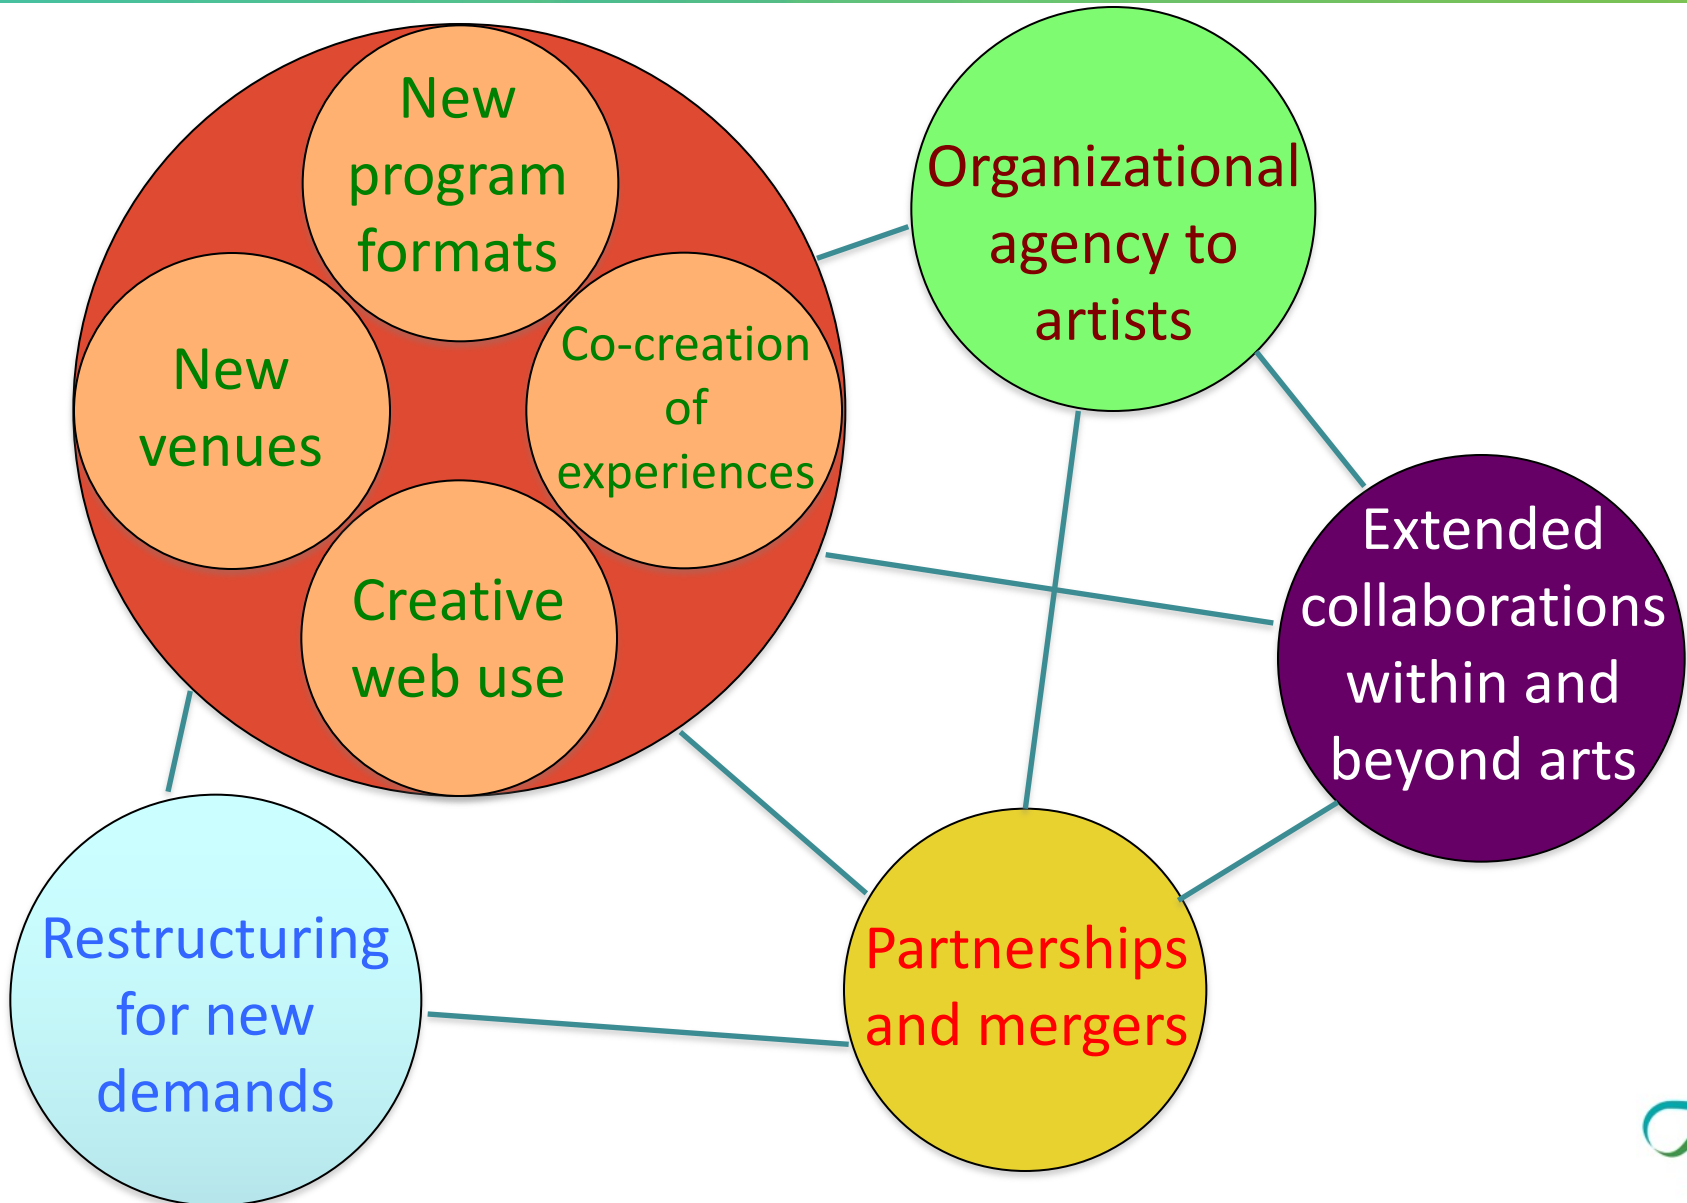 New
program
formats
New
venues
Co-creation
of
experiences
Creative
web use
Organizational
agency to
artists
Extended
collaborations
within and
beyond arts
Restructuring
for new
demands
Partnerships
and mergers